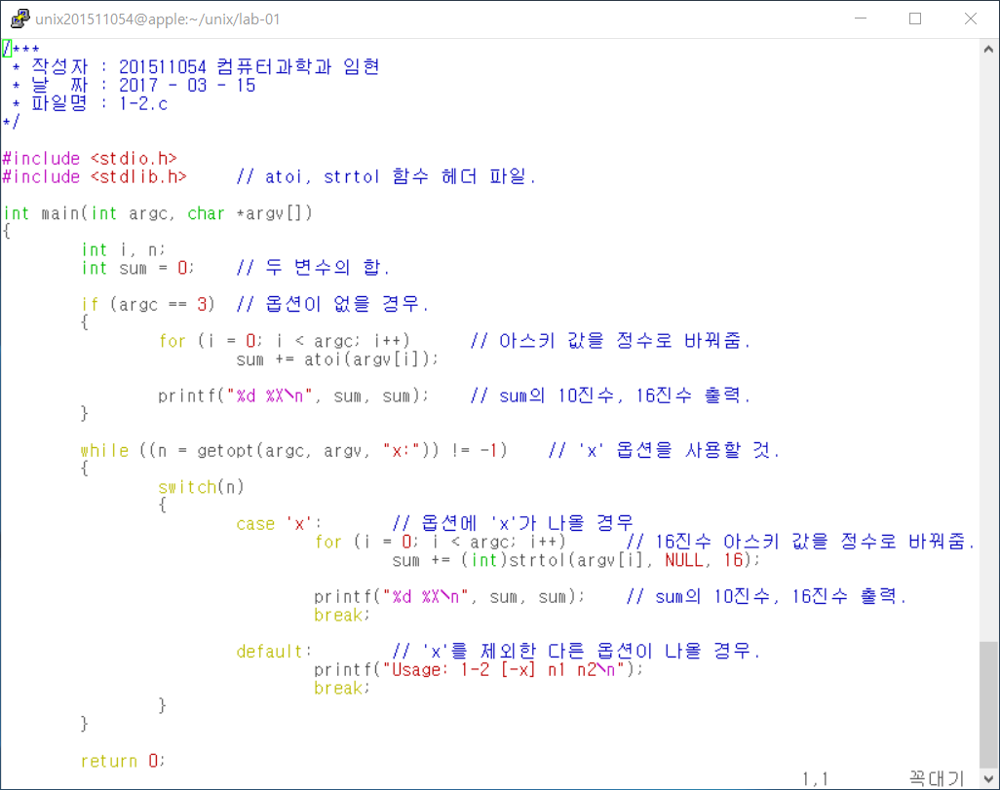 unix201511054@apple:~/unix/lab-01
/***
 * 작성자 : 201511054 컴퓨터과학과 임현
 * 날  짜 : 2017 - 03 - 15
 * 파일명 : 1-2.c
*/
#include <stdio.h>
#include <stdlib.h>     // atoi, strtol 함수 헤더 파일.
int main(int argc, char *argv[])
{
        int i, n;
        int sum = 0;    // 두 변수의 합.
        if (argc == 3)  // 옵션이 없을 경우.
        {
                for (i = 0; i < argc; i++)      // 아스키 값을 정수로 바꿔줌.
                        sum += atoi(argv[i]);
                printf("%d %X\n", sum, sum);    // sum의 10진수, 16진수 출력.
        }
        while ((n = getopt(argc, argv, "x:")) != -1)    // 'x' 옵션을 사용할 것.
        {
                switch(n)
                {
                        case 'x':       // 옵션에 'x'가 나올 경우
                                for (i = 0; i < argc; i++)      // 16진수 아스키 값을 정수로 바꿔줌.
                                        sum += (int)strtol(argv[i], NULL, 16);
                                printf("%d %X\n", sum, sum);    // sum의 10진수, 16진수 출력.
                                break;
                        default:        // 'x'를 제외한 다른 옵션이 나올 경우.
                                printf("Usage: 1-2 [-x] n1 n2\n");
                                break;
                }
        }
        return 0;
1,1 꼭대기